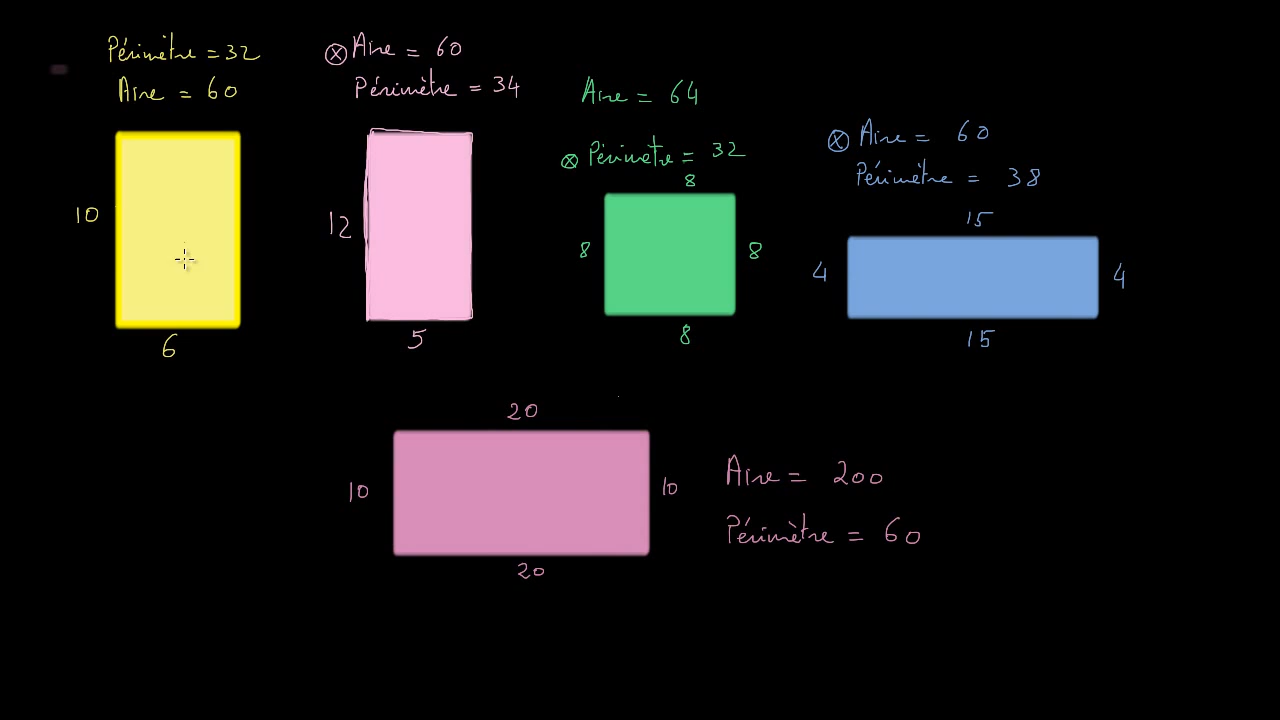 Périmètre = 32
Aire = 60
10
6
⊗ Aire = 60
Périmètre = 34
12
5
Aire = 64
⊗ Périmetre = 32
8
8
8
8
⊗ Aire = 60
Périmètre = 38
15
4
4
15
20
10
10
20
Aire = 200
Périmètre = 60